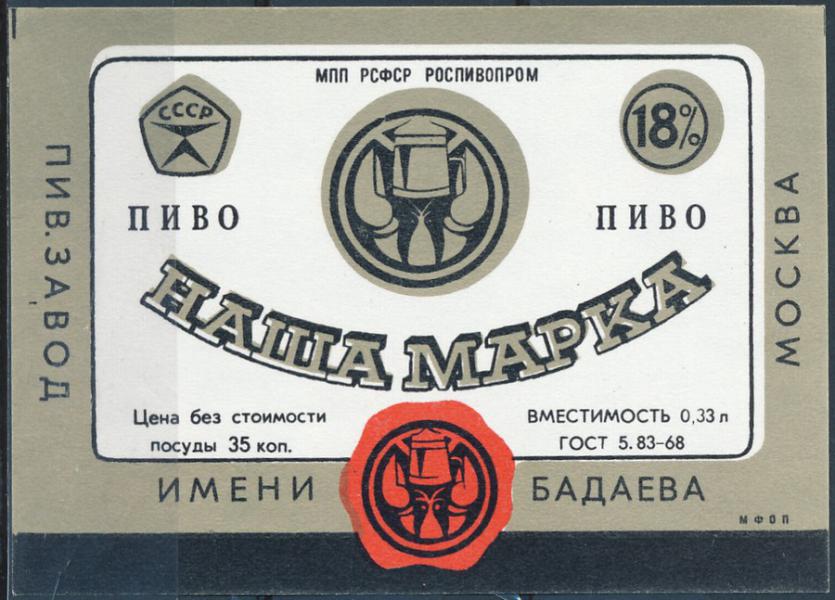 МПП РСФСР РОСПИВОПРОМ
СССР
18%
ПИВО
ПИВО
НАША МАРКА
Цена без стоимости
посуды 35 коп.
ВМЕСТИМОСТЬ 0,33 л
ГОСТ 5.83-68
ПИВ. ЗАВОД
ИМЕНИ
БАДАЕВА
МОСКВА
МФОП